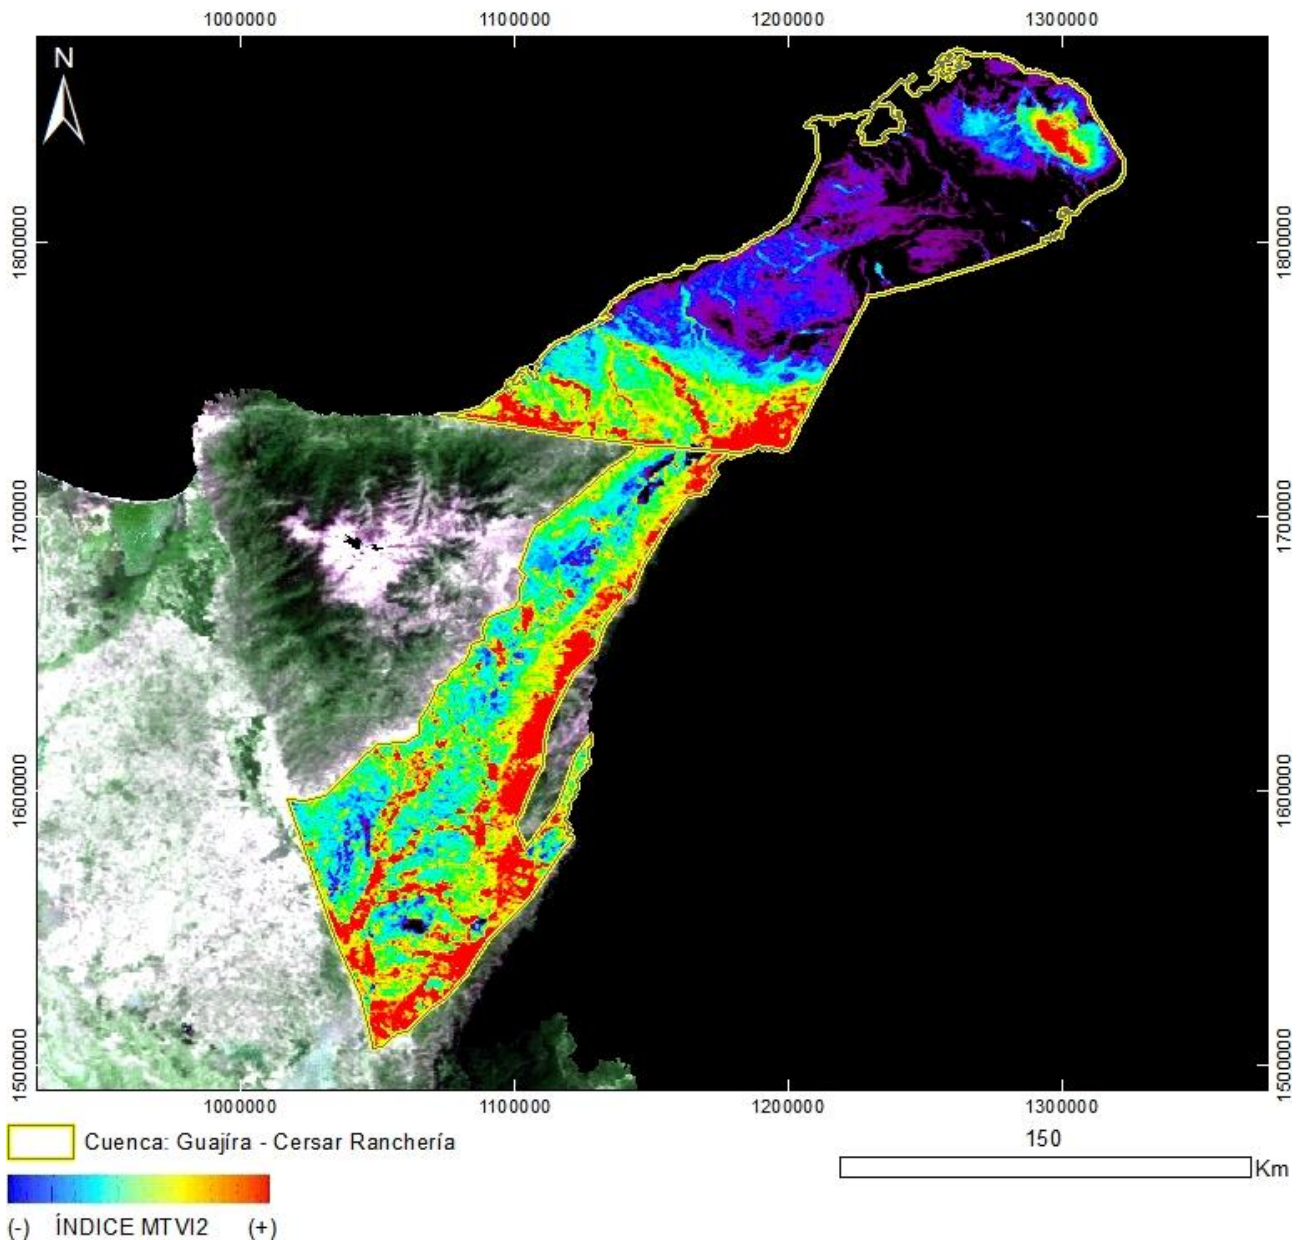 1000000 1100000 1200000 1300000
N
1800000 1800000
1700000 1700000
1600000 1600000
1500000 1500000
1000000 1100000 1200000 1300000
Cuenca: Guajíra - Cersar Ranchería
150
Km
(-) ÍNDICE MTVI2 (+)